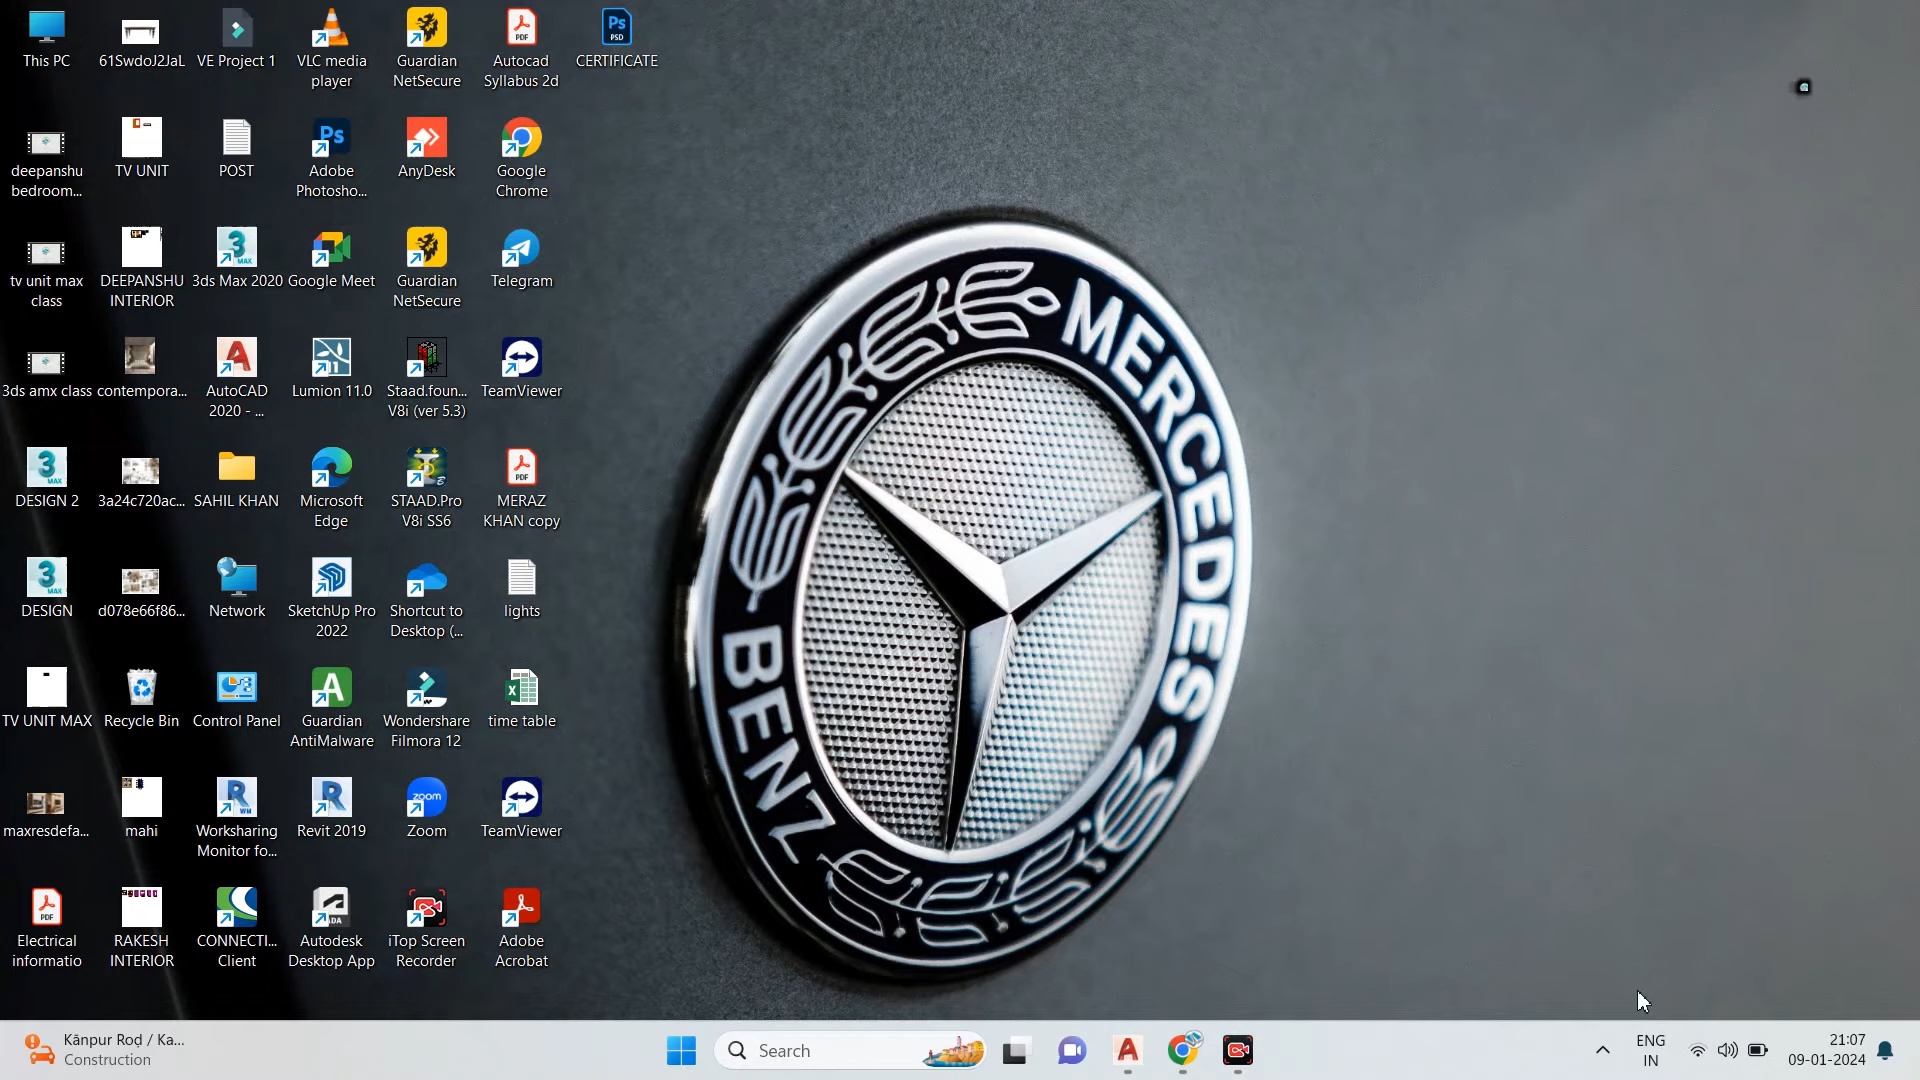 This PC
61SwdoJ2JaL
VE Project 1
VLC media
player
Guardian
NetSecure
Autocad
Syllabus 2d
CERTIFICATE
deepanshu
bedroom...
TV UNIT
POST
Adobe
Photosho...
AnyDesk
Google
Chrome
tv unit max
class
DEEPANSHU
INTERIOR
3ds Max 2020
Google Meet
Guardian
NetSecure
Telegram
3ds amx class
contempora...
AutoCAD
2020 - ...
Lumion 11.0
Staad.foun...
V8i (ver 5.3)
TeamViewer
DESIGN 2
3a24c720ac...
SAHIL KHAN
Microsoft
Edge
STAAD.Pro
V8i SS6
MERAZ
KHAN copy
DESIGN
d078e66f86...
Network
SketchUp Pro
2022
Shortcut to
Desktop (...
lights
TV UNIT MAX
Recycle Bin
Control Panel
Guardian
AntiMalware
Wondershare
Filmora 12
time table
maxresdefa...
mahi
Worksharing
Monitor fo...
Revit 2019
Zoom
TeamViewer
Electrical
informatio
RAKESH
INTERIOR
CONNECTI...
Client
Autodesk
Desktop App
iTop Screen
Recorder
Adobe
Acrobat
MERCEDES
BENZ
Kānpur Roḍ / Ka...
Construction
Search
ENG
IN
21:07
09-01-2024